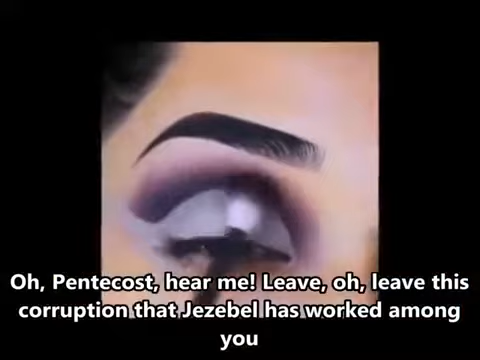 Oh, Pentecost, hear me! Leave, oh, leave this
corruption that Jezebel has worked among
you